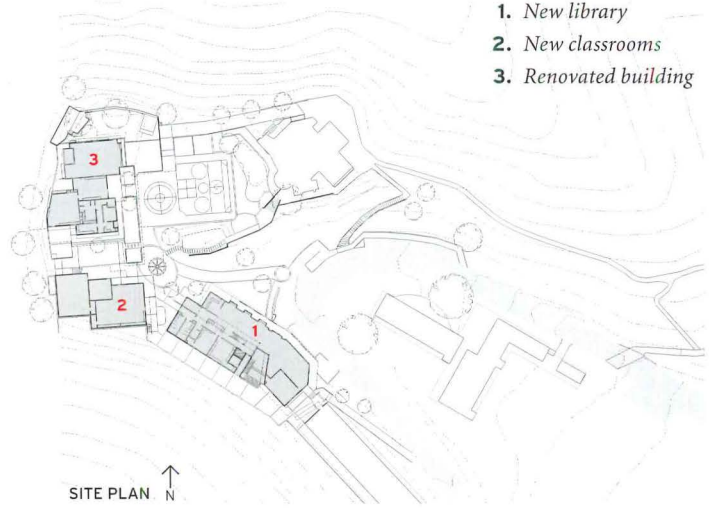 1. New library
2. New classrooms
3. Renovated building
3
2
1
SITE PLAN N